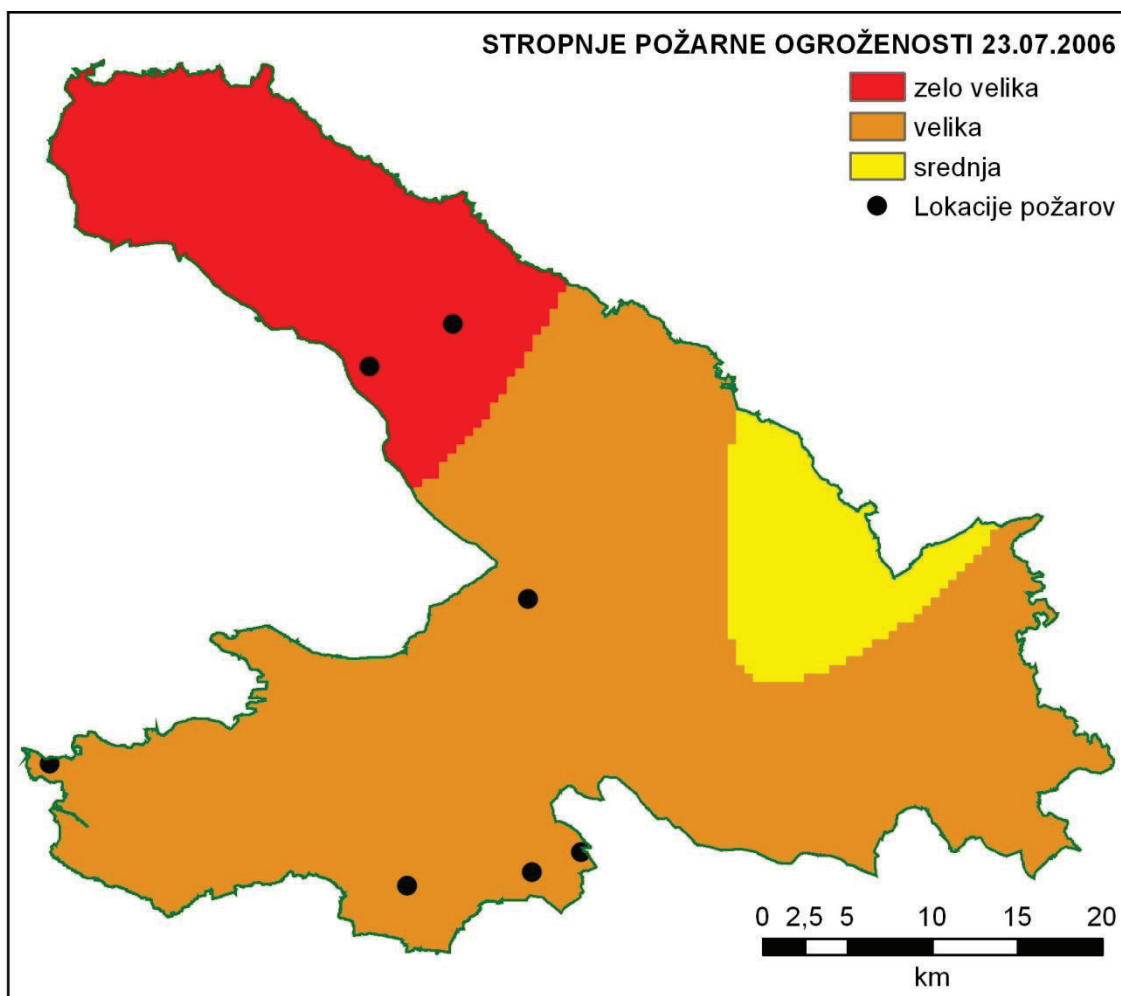 STROPNJE POŽARNE OGROŽENOSTI 23.07.2006
zelo velika
velika
srednja
Lokacije požarov
0 2,5 5 10 15 20
km